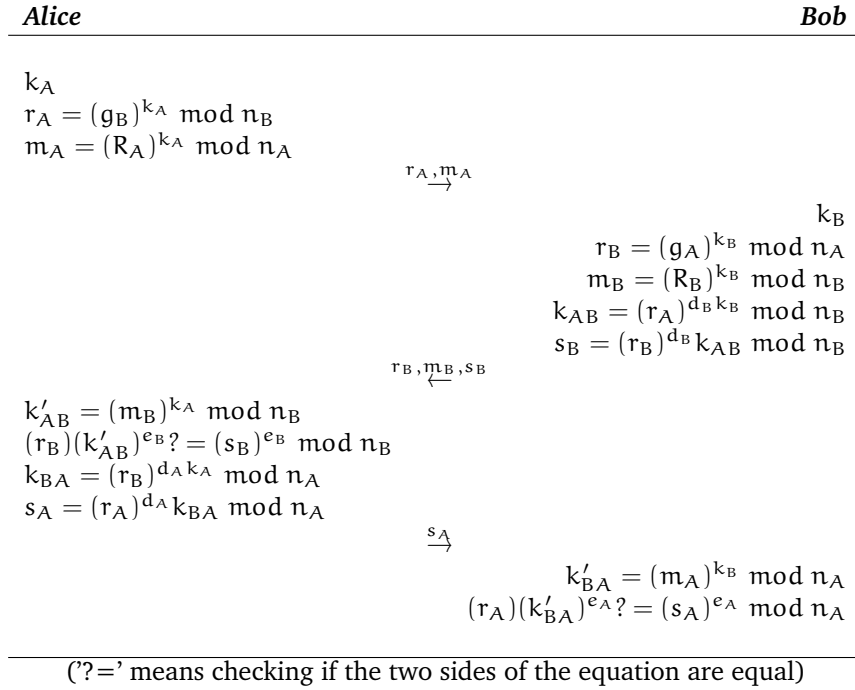 Alice Bob
k_A
r_A = (g_B)^{k_A} mod n_B
m_A = (R_A)^{k_A} mod n_A
r_A,m_A
→
k_B
r_B = (g_A)^{k_B} mod n_A
m_B = (R_B)^{k_B} mod n_B
k_{AB} = (r_A)^{d_B k_B} mod n_B
s_B = (r_B)^{d_B} k_{AB} mod n_B
r_B,m_B,s_B
←
k'_{AB} = (m_B)^{k_A} mod n_B
(r_B)(k'_{AB})^{e_B}? = (s_B)^{e_B} mod n_B
k_{BA} = (r_B)^{d_A k_A} mod n_A
s_A = (r_A)^{d_A} k_{BA} mod n_A
s_A
→
k'_{BA} = (m_A)^{k_B} mod n_A
(r_A)(k'_{BA})^{e_A}? = (s_A)^{e_A} mod n_A
('?=' means checking if the two sides of the equation are equal)